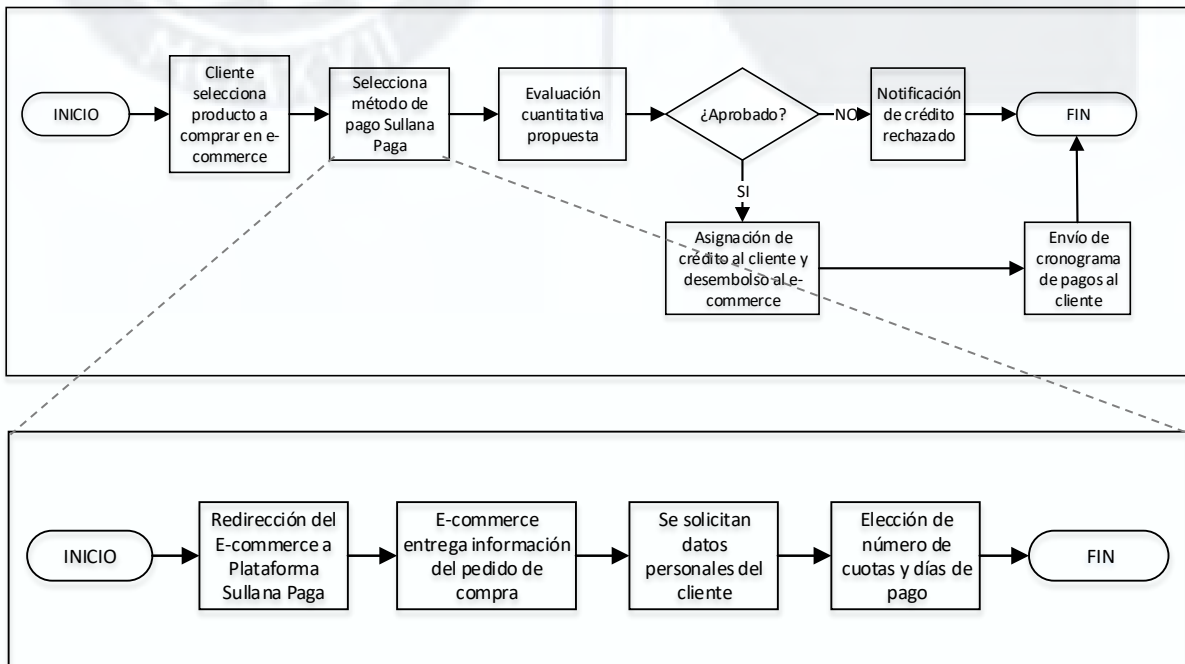 INICIO
Cliente
selecciona
producto a
comprar en e-
commerce
Selecciona
método de
pago Sullana
Paga
Evaluación
cuantitativa
propuesta
¿Aprobado?
NO
Notificación
de crédito
rechazado
FIN
SI
Asignación de
crédito al cliente y
desembolso al e-
commerce
Envío de
cronograma
de pagos al
cliente
INICIO
Redirección del
E-commerce a
Plataforma
Sullana Paga
E-commerce
entrega información
del pedido de
compra
Se solicitan
datos
personales del
cliente
Elección de
número de
cuotas y días de
pago
FIN